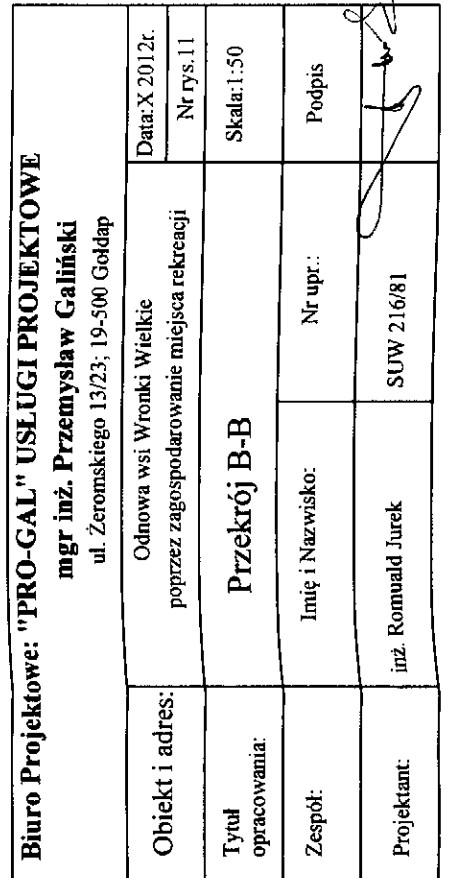 Biuro Projektowe: "PRO-GAL" USŁUGI PROJEKTOWE
mgr inż. Przemysław Galiński
ul. Żeromskiego 13/23; 19-500 Gołdap
Obiekt i adres:
Odnowa wsi Wronki Wielkie
poprzez zagospodarowanie miejsca rekreacji
Data:X 2012r.
Nr rys.11
Tytuł
opracowania:
Przekrój B-B
Skala:1:50
Zespół:
Imię i Nazwisko:
Nr upr.:
Podpis
Projektant:
inż. Romuald Jurek
SUW 216/81